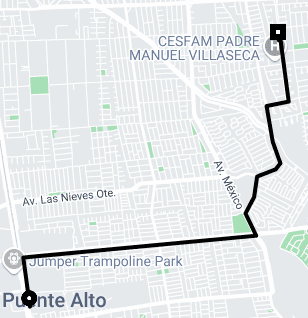 CESFAM PADRE
MANUEL VILLASECA
H
Av. Las Nieves Ote.
Av. México
Jumper Trampoline Park
Puente Alto